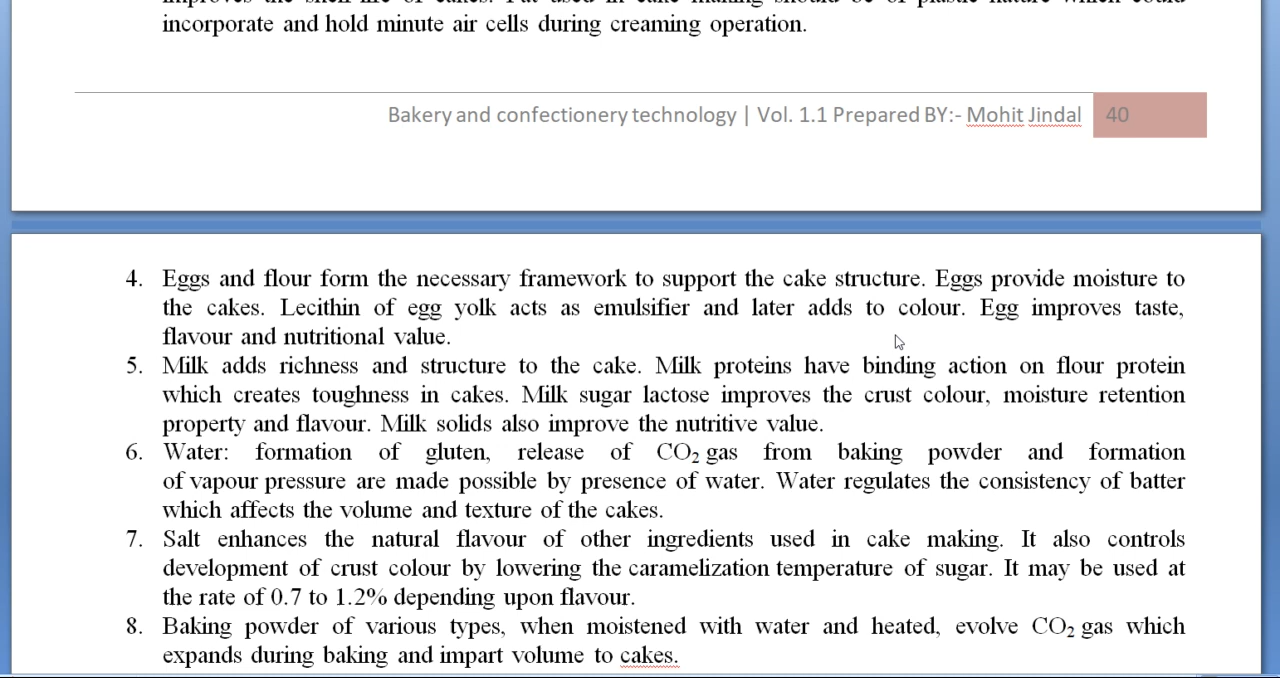 incorporate and hold minute air cells during creaming operation.
Bakery and confectionery technology | Vol. 1.1 Prepared BY:- Mohit Jindal 40
4. Eggs and flour form the necessary framework to support the cake structure. Eggs provide moisture to
the cakes. Lecithin of egg yolk acts as emulsifier and later adds to colour. Egg improves taste,
flavour and nutritional value.
5. Milk adds richness and structure to the cake. Milk proteins have binding action on flour protein
which creates toughness in cakes. Milk sugar lactose improves the crust colour, moisture retention
property and flavour. Milk solids also improve the nutritive value.
6. Water: formation of gluten, release of CO₂ gas from baking powder and formation
of vapour pressure are made possible by presence of water. Water regulates the consistency of batter
which affects the volume and texture of the cakes.
7. Salt enhances the natural flavour of other ingredients used in cake making. It also controls
development of crust colour by lowering the caramelization temperature of sugar. It may be used at
the rate of 0.7 to 1.2% depending upon flavour.
8. Baking powder of various types, when moistened with water and heated, evolve CO₂ gas which
expands during baking and impart volume to cakes.